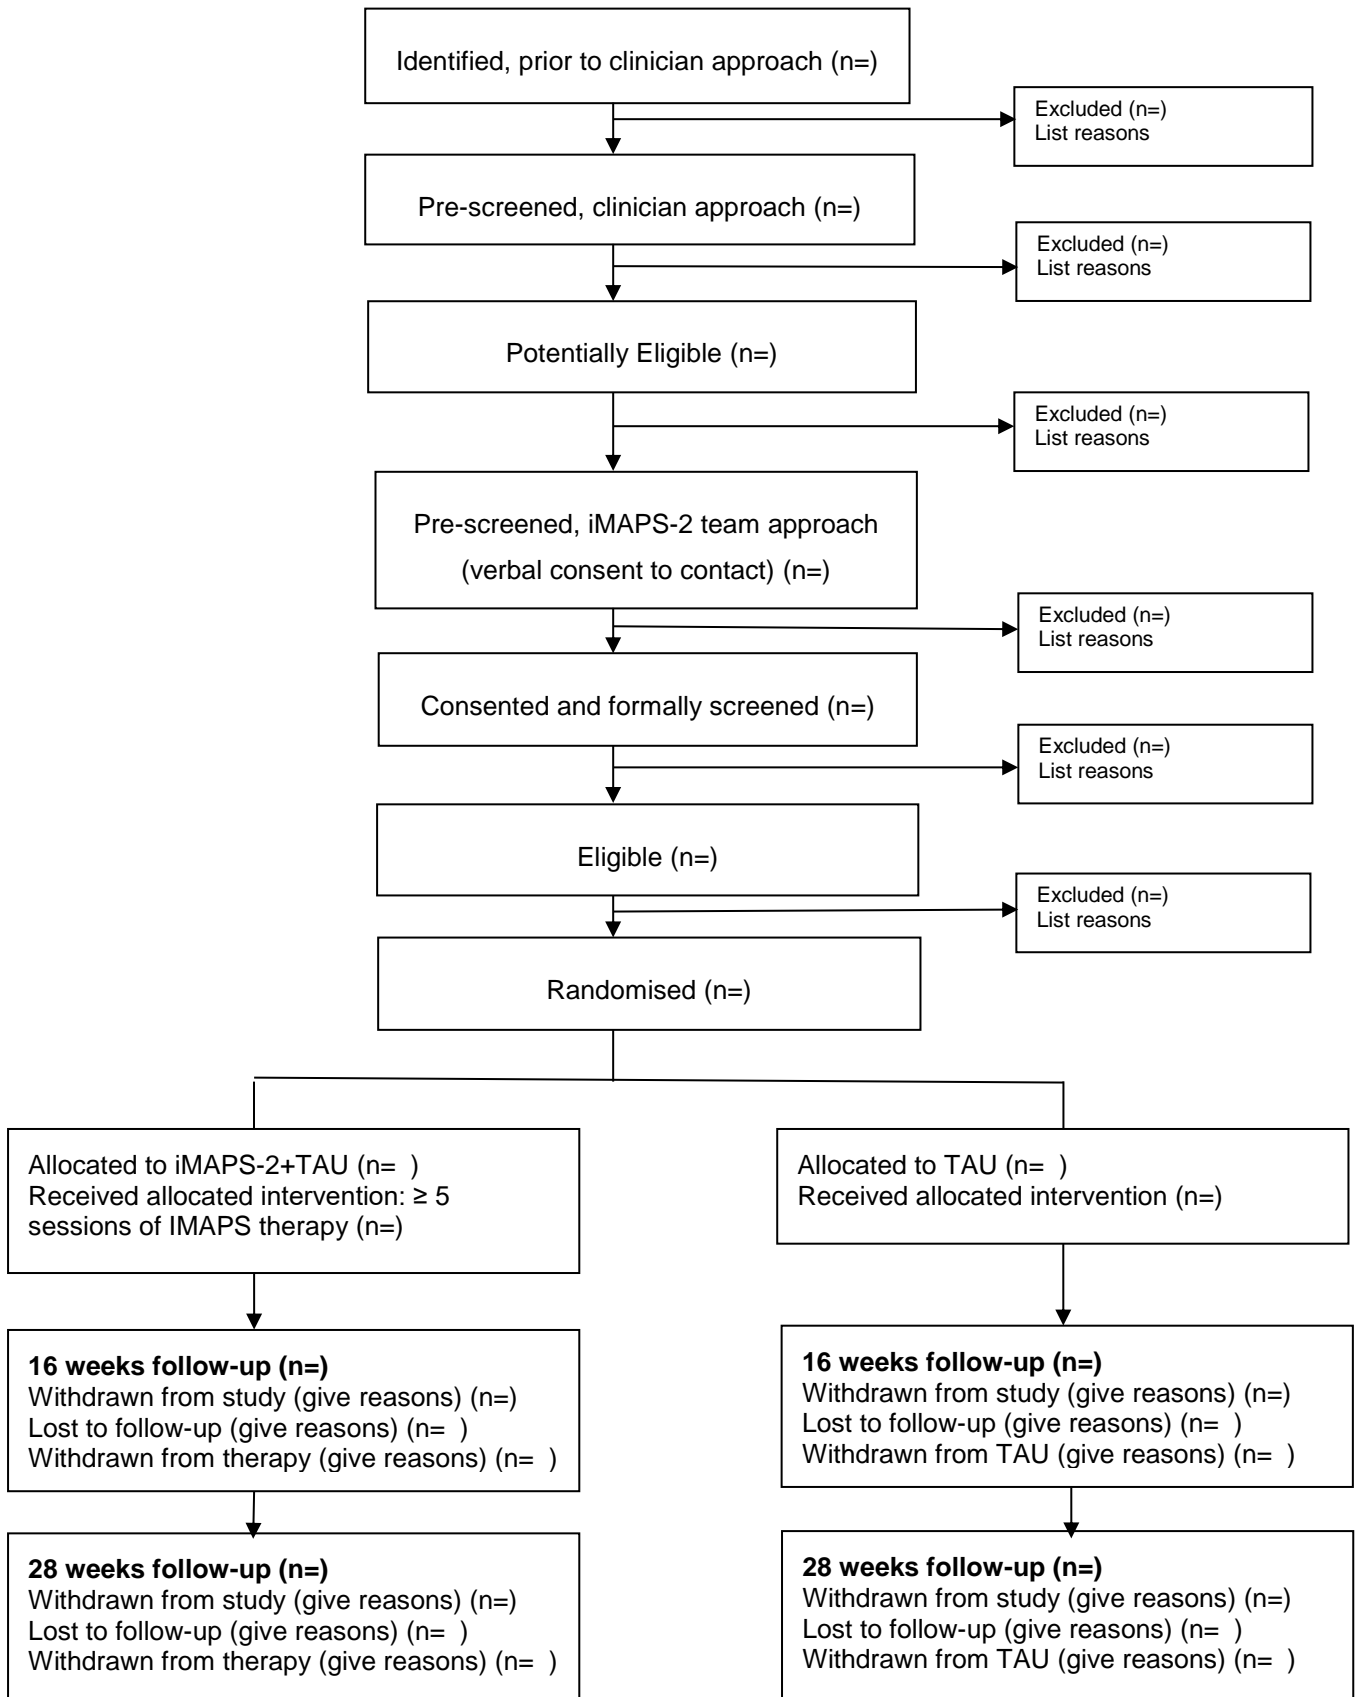 Identified, prior to clinician approach (n=)
Excluded (n=)
List reasons
Pre-screened, clinician approach (n=)
Excluded (n=)
List reasons
Potentially Eligible (n=)
Excluded (n=)
List reasons
Pre-screened, iMAPS-2 team approach
(verbal consent to contact) (n=)
Excluded (n=)
List reasons
Consented and formally screened (n=)
Excluded (n=)
List reasons
Eligible (n=)
Excluded (n=)
List reasons
Randomised (n=)
Allocated to iMAPS-2+TAU (n=  )
Received allocated intervention: ≥ 5
sessions of IMAPS therapy (n=)
Allocated to TAU (n=  )
Received allocated intervention (n=)
16 weeks follow-up (n=)
Withdrawn from study (give reasons) (n=)
Lost to follow-up (give reasons) (n=  )
Withdrawn from therapy (give reasons) (n=  )
16 weeks follow-up (n=)
Withdrawn from study (give reasons) (n=)
Lost to follow-up (give reasons) (n=  )
Withdrawn from TAU (give reasons) (n=  )
28 weeks follow-up (n=)
Withdrawn from study (give reasons) (n=)
Lost to follow-up (give reasons) (n=  )
Withdrawn from therapy (give reasons) (n=  )
28 weeks follow-up (n=)
Withdrawn from study (give reasons) (n=)
Lost to follow-up (give reasons) (n=  )
Withdrawn from TAU (give reasons) (n=  )